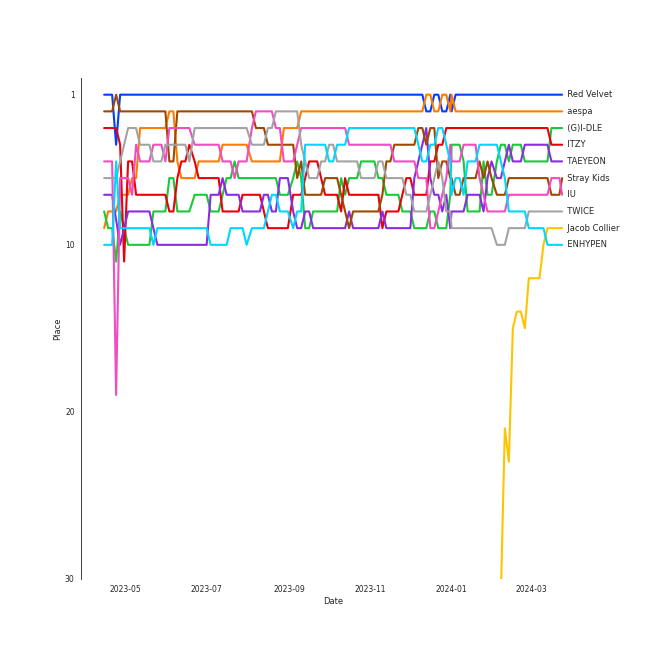 1
10
20
30
Place
2023-05
2023-07
2023-09
2023-11
2024-01
2024-03
Date
Red Velvet
aespa
(G)I-DLE
ITZY
TAEYEON
Stray Kids
IU
TWICE
Jacob Collier
ENHYPEN